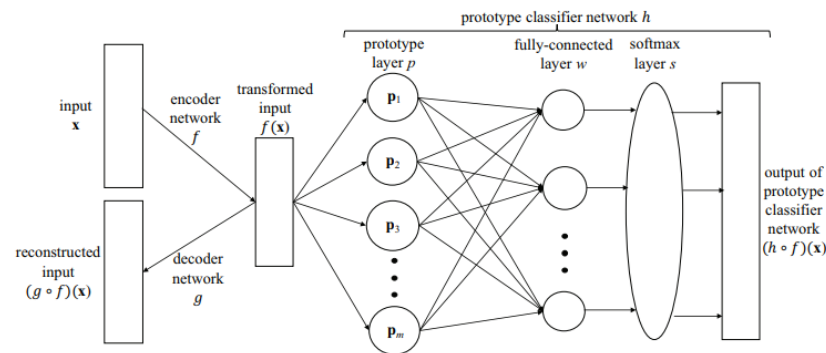 prototype classifier network h
prototype
layer p
fully-connected
layer w
softmax
layer s
input
x
encoder
network
f
transformed
input
f(x)
p1
p2
p3
pm
reconstructed
input
(g ∘ f)(x)
decoder
network
g
output of
prototype
classifier
network
(h ∘ f)(x)